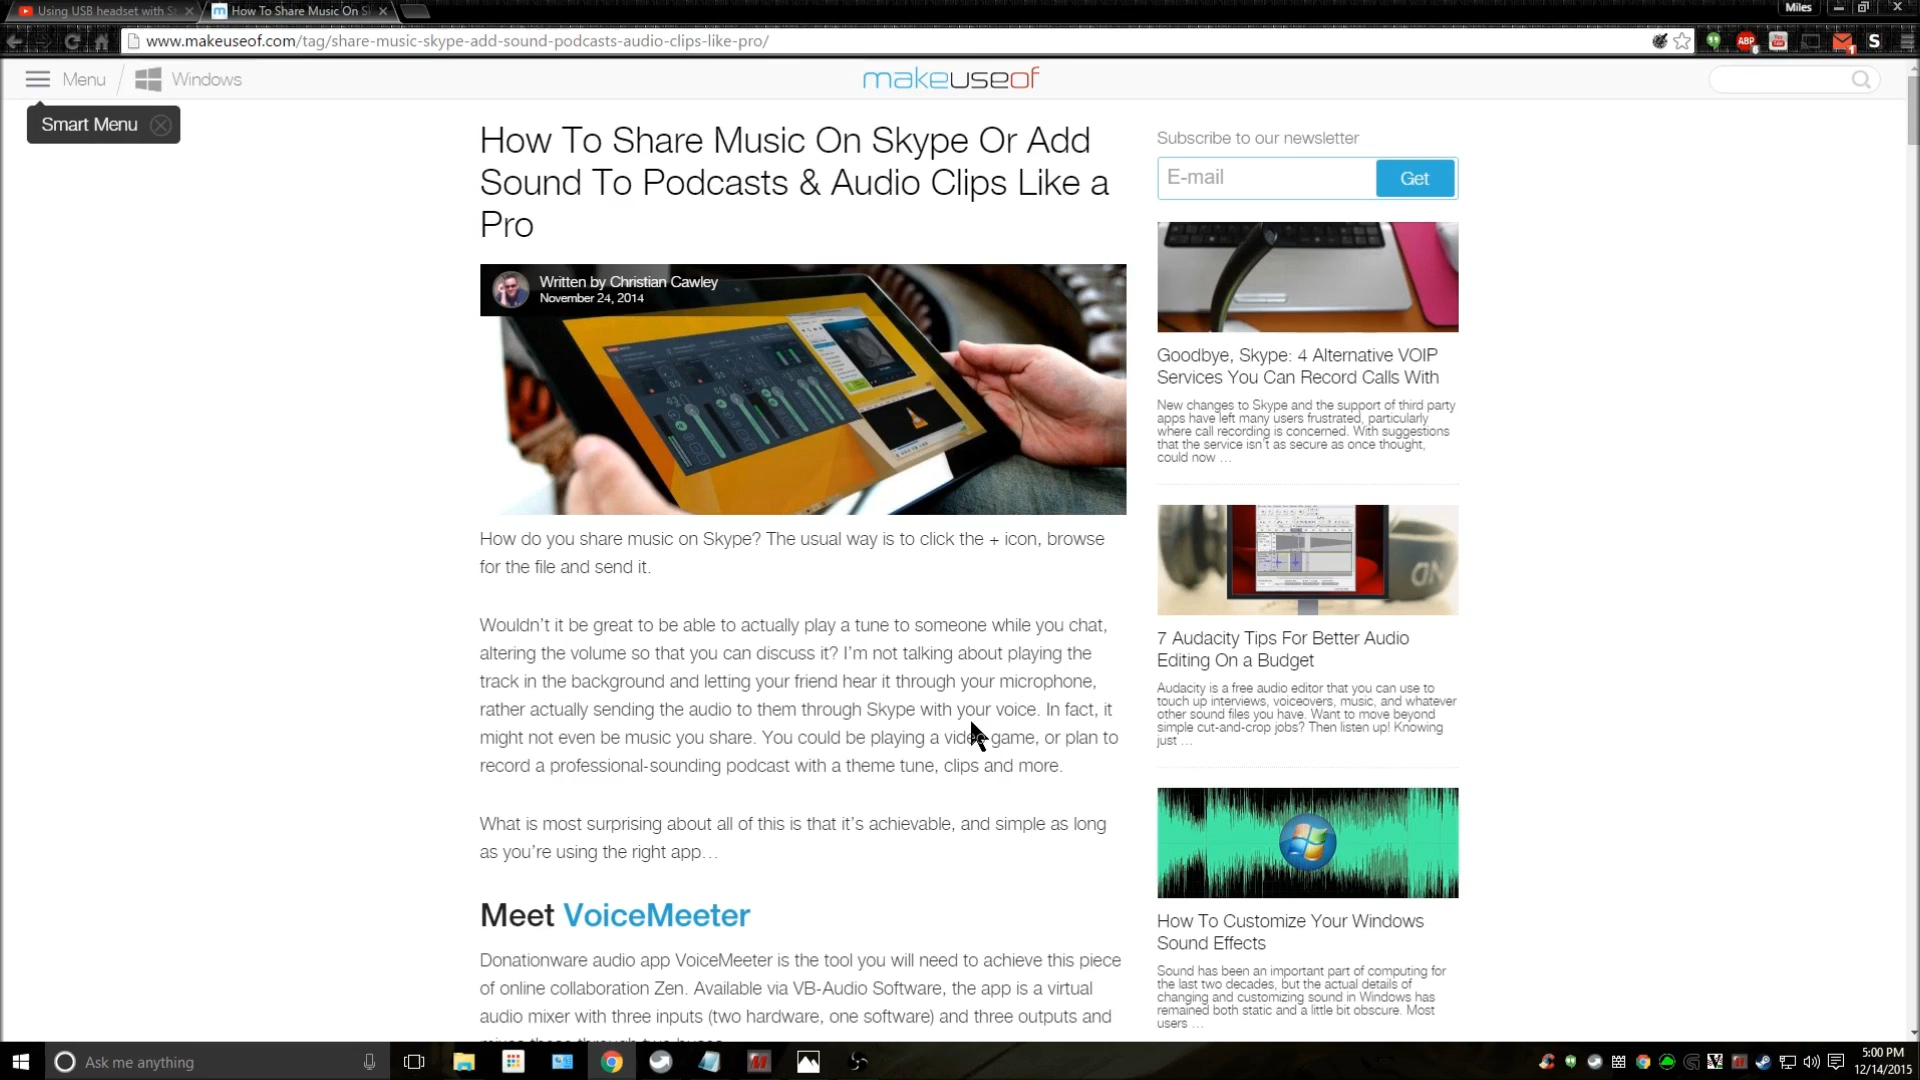 Using USB headset with S
How To Share Music On S
Miles
www.makeuseof.com/tag/share-music-skype-add-sound-podcasts-audio-clips-like-pro/
Menu
Windows
makeuseof
Smart Menu
How To Share Music On Skype Or Add
Sound To Podcasts & Audio Clips Like a
Pro
Written by Christian Cawley
November 24, 2014
How do you share music on Skype? The usual way is to click the + icon, browse
for the file and send it.
Wouldn't it be great to be able to actually play a tune to someone while you chat,
altering the volume so that you can discuss it? I'm not talking about playing the
track in the background and letting your friend hear it through your microphone,
rather actually sending the audio to them through Skype with your voice. In fact, it
might not even be music you share. You could be playing a video game, or plan to
record a professional-sounding podcast with a theme tune, clips and more.
What is most surprising about all of this is that it's achievable, and simple as long
as you're using the right app…
Meet VoiceMeeter
Donationware audio app VoiceMeeter is the tool you will need to achieve this piece
of online collaboration Zen. Available via VB-Audio Software, the app is a virtual
audio mixer with three inputs (two hardware, one software) and three outputs and
Subscribe to our newsletter
E-mail
Get
Goodbye, Skype: 4 Alternative VOIP
Services You Can Record Calls With
New changes to Skype and the support of third party
apps have left many users frustrated, particularly
where call recording is concerned. With suggestions
that the service isn't as secure as once thought,
could now …
7 Audacity Tips For Better Audio
Editing On a Budget
Audacity is a free audio editor that you can use to
touch up interviews, voiceovers, music, and whatever
other sound files you have. Want to move beyond
simple cut-and-crop jobs? Then listen up! Knowing
just …
How To Customize Your Windows
Sound Effects
Sound has been an important part of computing for
the last two decades, but the actual details of
changing and customizing sound in Windows has
remained both static and a little bit obscure. Most
users …
Ask me anything
5:00 PM
12/14/2015